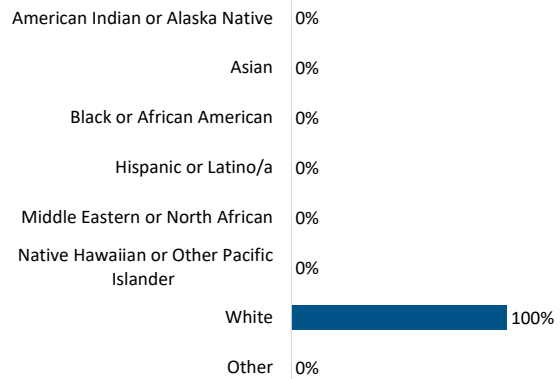 American Indian or Alaska Native 0%
Asian 0%
Black or African American 0%
Hispanic or Latino/a 0%
Middle Eastern or North African 0%
Native Hawaiian or Other Pacific
Islander 0%
White 100%
Other 0%